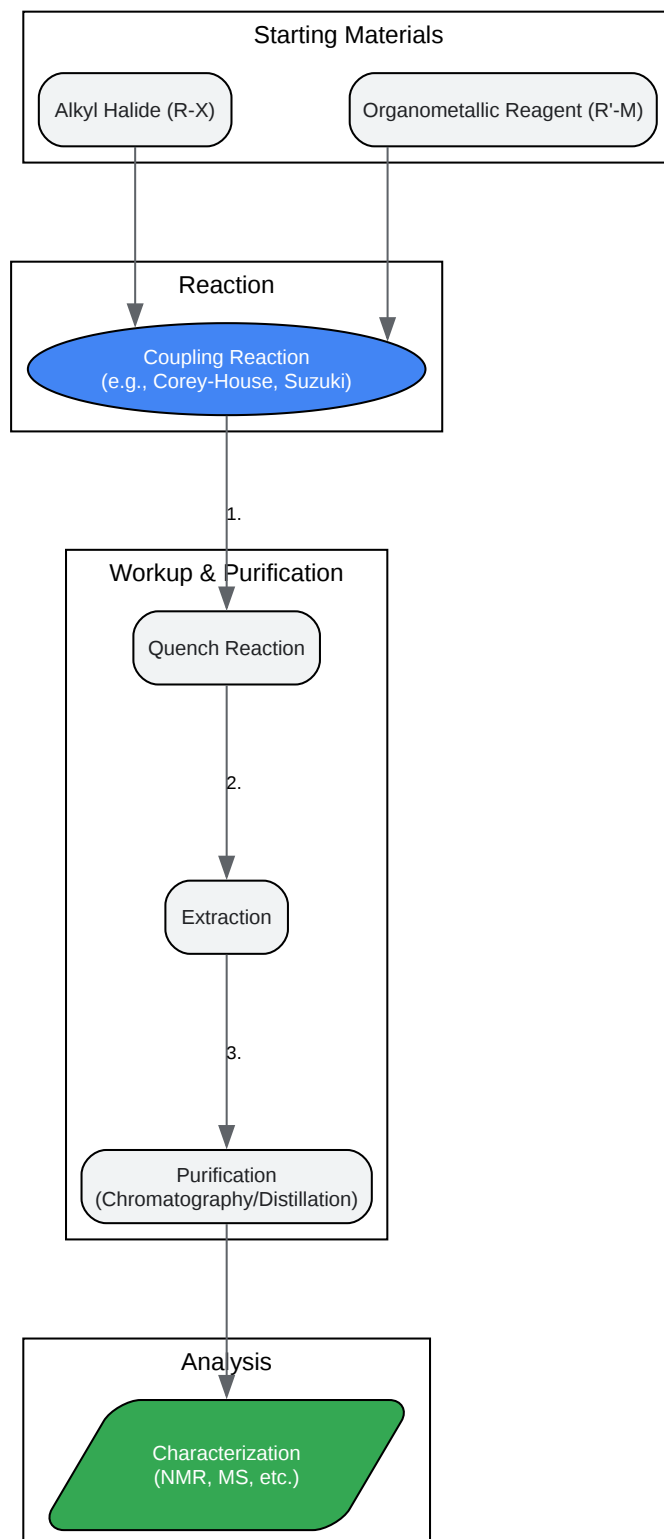 Starting Materials
Alkyl Halide (R-X)
Organometallic Reagent (R'-M)
Reaction
Coupling Reaction
(e.g., Corey-House, Suzuki)
1.
Workup & Purification
Quench Reaction
2.
Extraction
3.
Purification
(Chromatography/Distillation)
Analysis
Characterization
(NMR, MS, etc.)